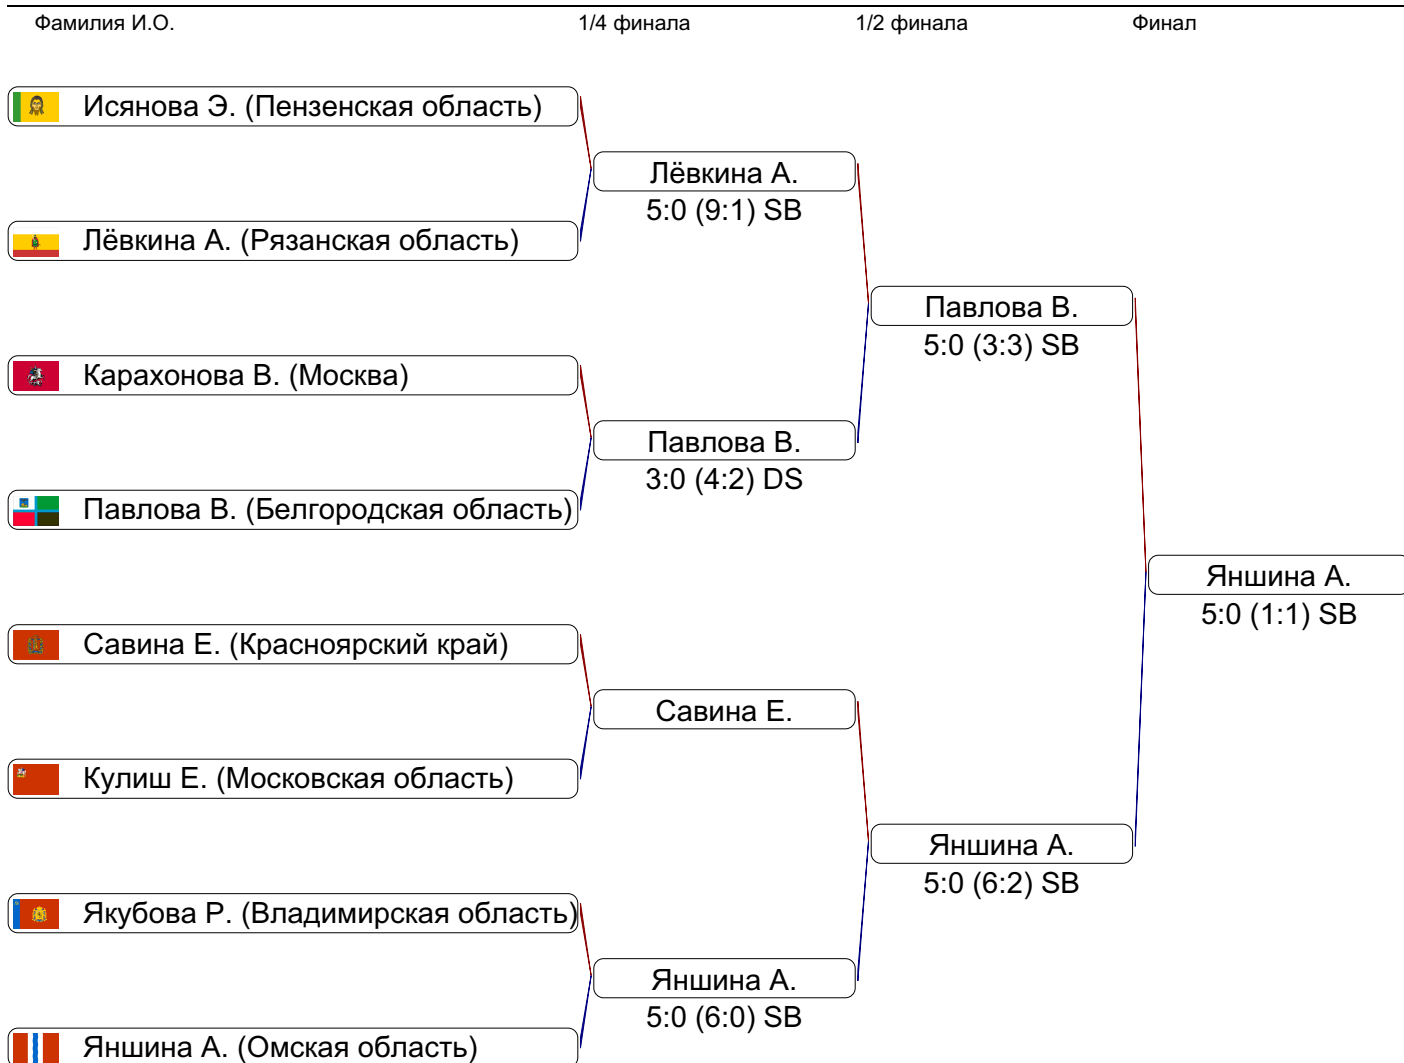 Фамилия И.О. 1/4 финала 1/2 финала Финал
Исянова Э. (Пензенская область)
Лёвкина А.
5:0 (9:1) SB
Лёвкина А. (Рязанская область)
Павлова В.
5:0 (3:3) SB
Карахонова В. (Москва)
Павлова В.
3:0 (4:2) DS
Павлова В. (Белгородская область)
Яншина А.
5:0 (1:1) SB
Савина Е. (Красноярский край)
Савина Е.
Кулиш Е. (Московская область)
Яншина А.
5:0 (6:2) SB
Якубова Р. (Владимирская область)
Яншина А.
5:0 (6:0) SB
Яншина А. (Омская область)